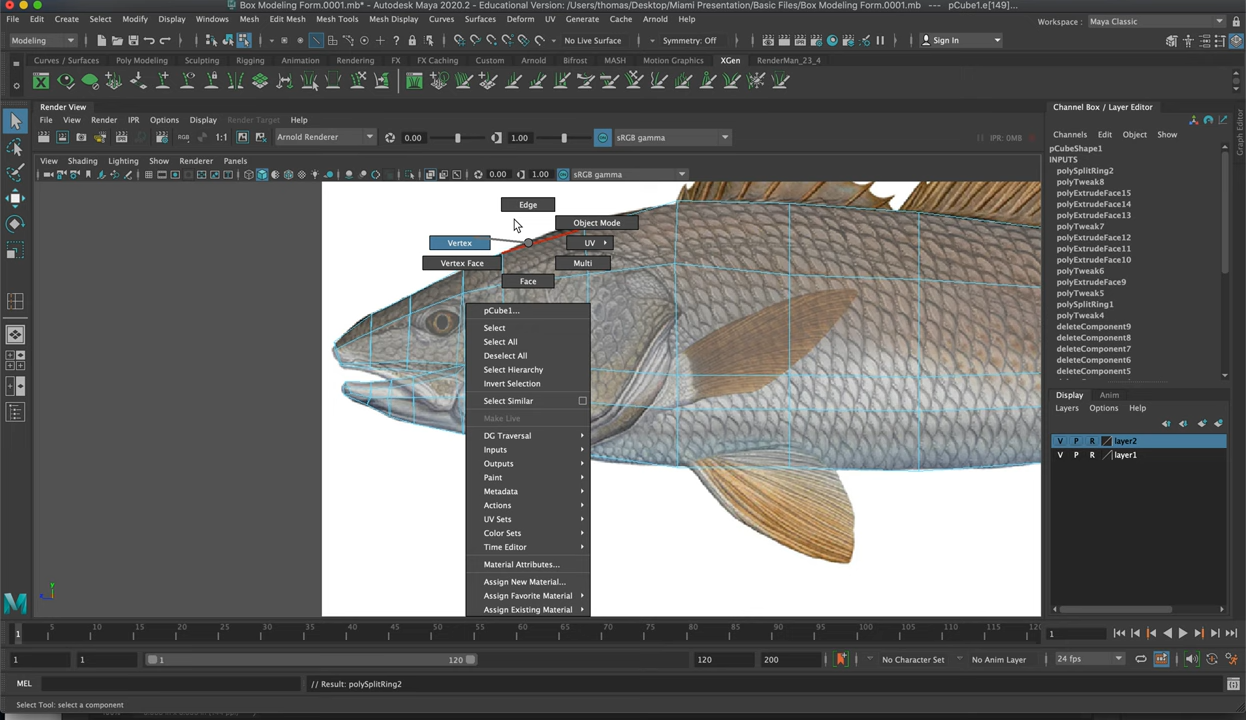 Box Modeling Form.0001.mb* - Autodesk Maya 2020.2 - Educational Version: /users/thomas/Desktop/Miami Presentation/Basic Files/Box Modeling Form.0001.mb --- pCube1.e[149]...
File Edit Create Select Modify Display Windows Mesh Edit Mesh Mesh Tools Mesh Display Curves Surfaces Deform UV Generate Cache Arnold Help
Workspace : Maya Classic
Modeling No Live Surface Symmetry: Off Sign In
Curves / Surfaces Poly Modeling Sculpting Rigging Animation Rendering FX FX Caching Custom Arnold Bifrost MASH Motion Graphics XGen RenderMan_23_4
Render View
File View Render IPR Options Display Render Target Help
RGB 1:1 Arnold Renderer 0.00 1.00 sRGB gamma IPR: 0MB
View Shading Lighting Show Renderer Panels
0.00 1.00 sRGB gamma
Edge
Object Mode
Vertex
UV
Vertex Face
Multi
Face
pCube1...
Select
Select All
Deselect All
Select Hierarchy
Invert Selection
Select Similar
Make Live
DG Traversal
Inputs
Outputs
Paint
Metadata
Actions
UV Sets
Color Sets
Time Editor
Material Attributes...
Assign New Material...
Assign Favorite Material
Assign Existing Material
Channel Box / Layer Editor
Channels Edit Object Show
pCubeShape1
INPUTS
polySplitRing2
polyTweak8
polyExtrudeFace15
polyExtrudeFace14
polyExtrudeFace13
polyTweak7
polyExtrudeFace12
polyExtrudeFace11
polyExtrudeFace10
polyTweak6
polyExtrudeFace9
polyTweak5
polySplitRing1
polyTweak4
deleteComponent9
deleteComponent8
deleteComponent7
deleteComponent6
deleteComponent5
Display Anim
Layers Options Help
V P R layer2
V P R layer1
Graph Editor
1 5 10 15 20 25 30 35 40 45 50 55 60 65 70 75 80 85 90 95 100 105 110 115 120
1
1 1 1 120 120 200 No Character Set No Anim Layer 24 fps
MEL // Result: polySplitRing2
Select Tool: select a component